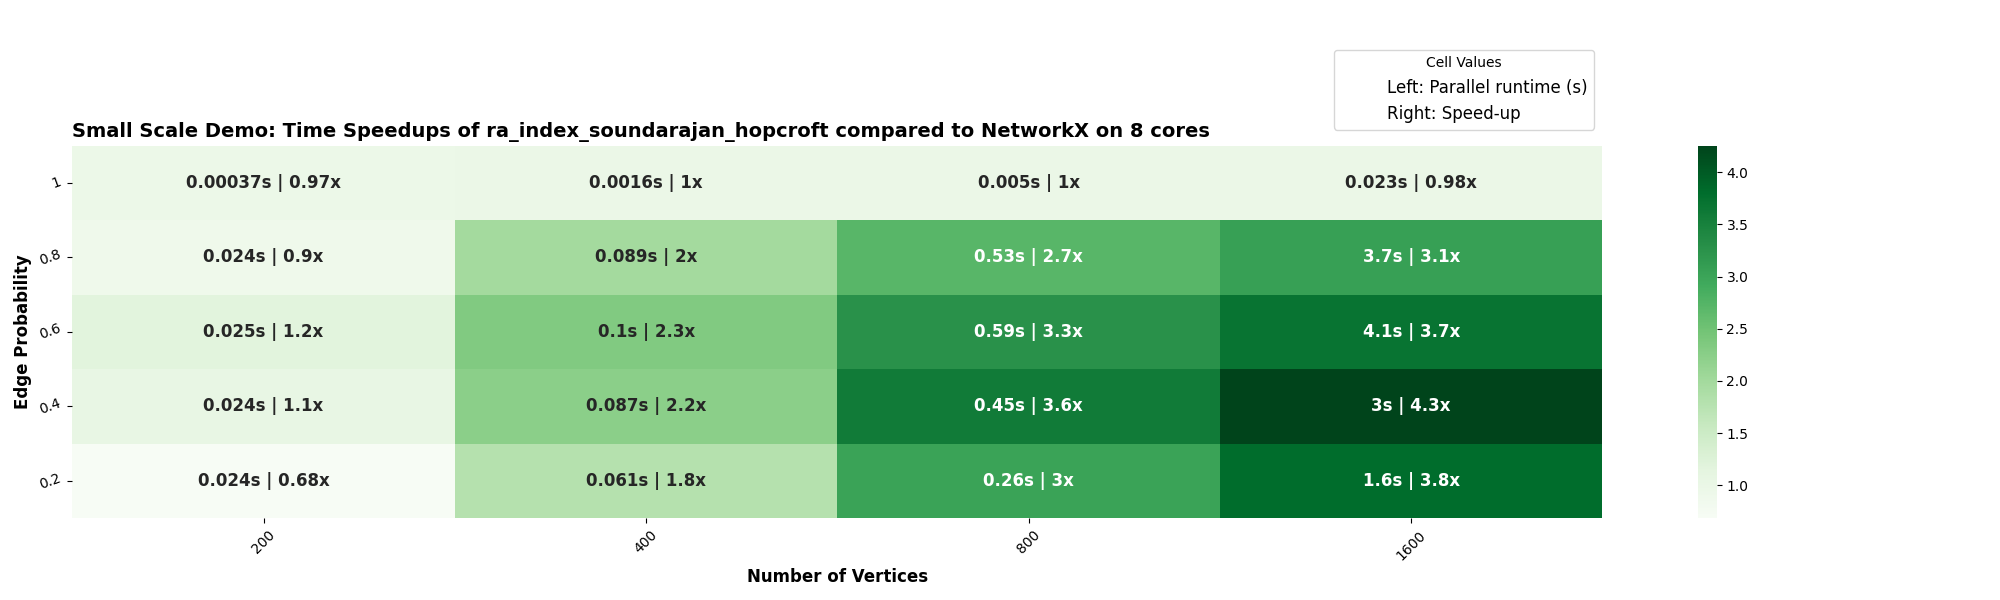 Cell Values
Left: Parallel runtime (s)
Right: Speed-up
Small Scale Demo: Time Speedups of ra_index_soundarajan_hopcroft compared to NetworkX on 8 cores
1 0.00037s | 0.97x 0.0016s | 1x 0.005s | 1x 0.023s | 0.98x
0.8 0.024s | 0.9x 0.089s | 2x 0.53s | 2.7x 3.7s | 3.1x
0.6 0.025s | 1.2x 0.1s | 2.3x 0.59s | 3.3x 4.1s | 3.7x
0.4 0.024s | 1.1x 0.087s | 2.2x 0.45s | 3.6x 3s | 4.3x
0.2 0.024s | 0.68x 0.061s | 1.8x 0.26s | 3x 1.6s | 3.8x
Edge Probability
200 400 800 1600
Number of Vertices
4.0
3.5
3.0
2.5
2.0
1.5
1.0